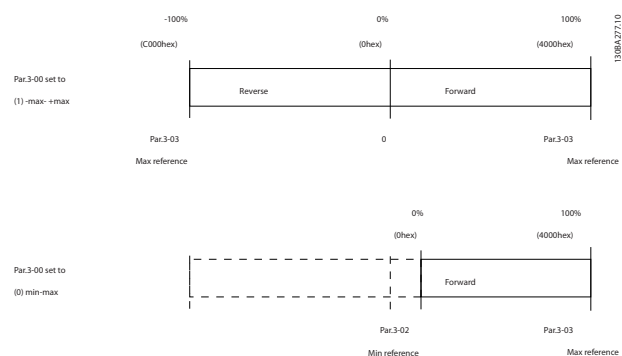 -100% 0% 100%
(C000hex) (0hex) (4000hex)
130BA277.10
Par.3-00 set to
(1) -max- +max
Reverse Forward
Par.3-03 0 Par.3-03
Max reference Max reference
0% 100%
(0hex) (4000hex)
Par.3-00 set to
(0) min-max
Forward
Par.3-02 Par.3-03
Min reference Max reference